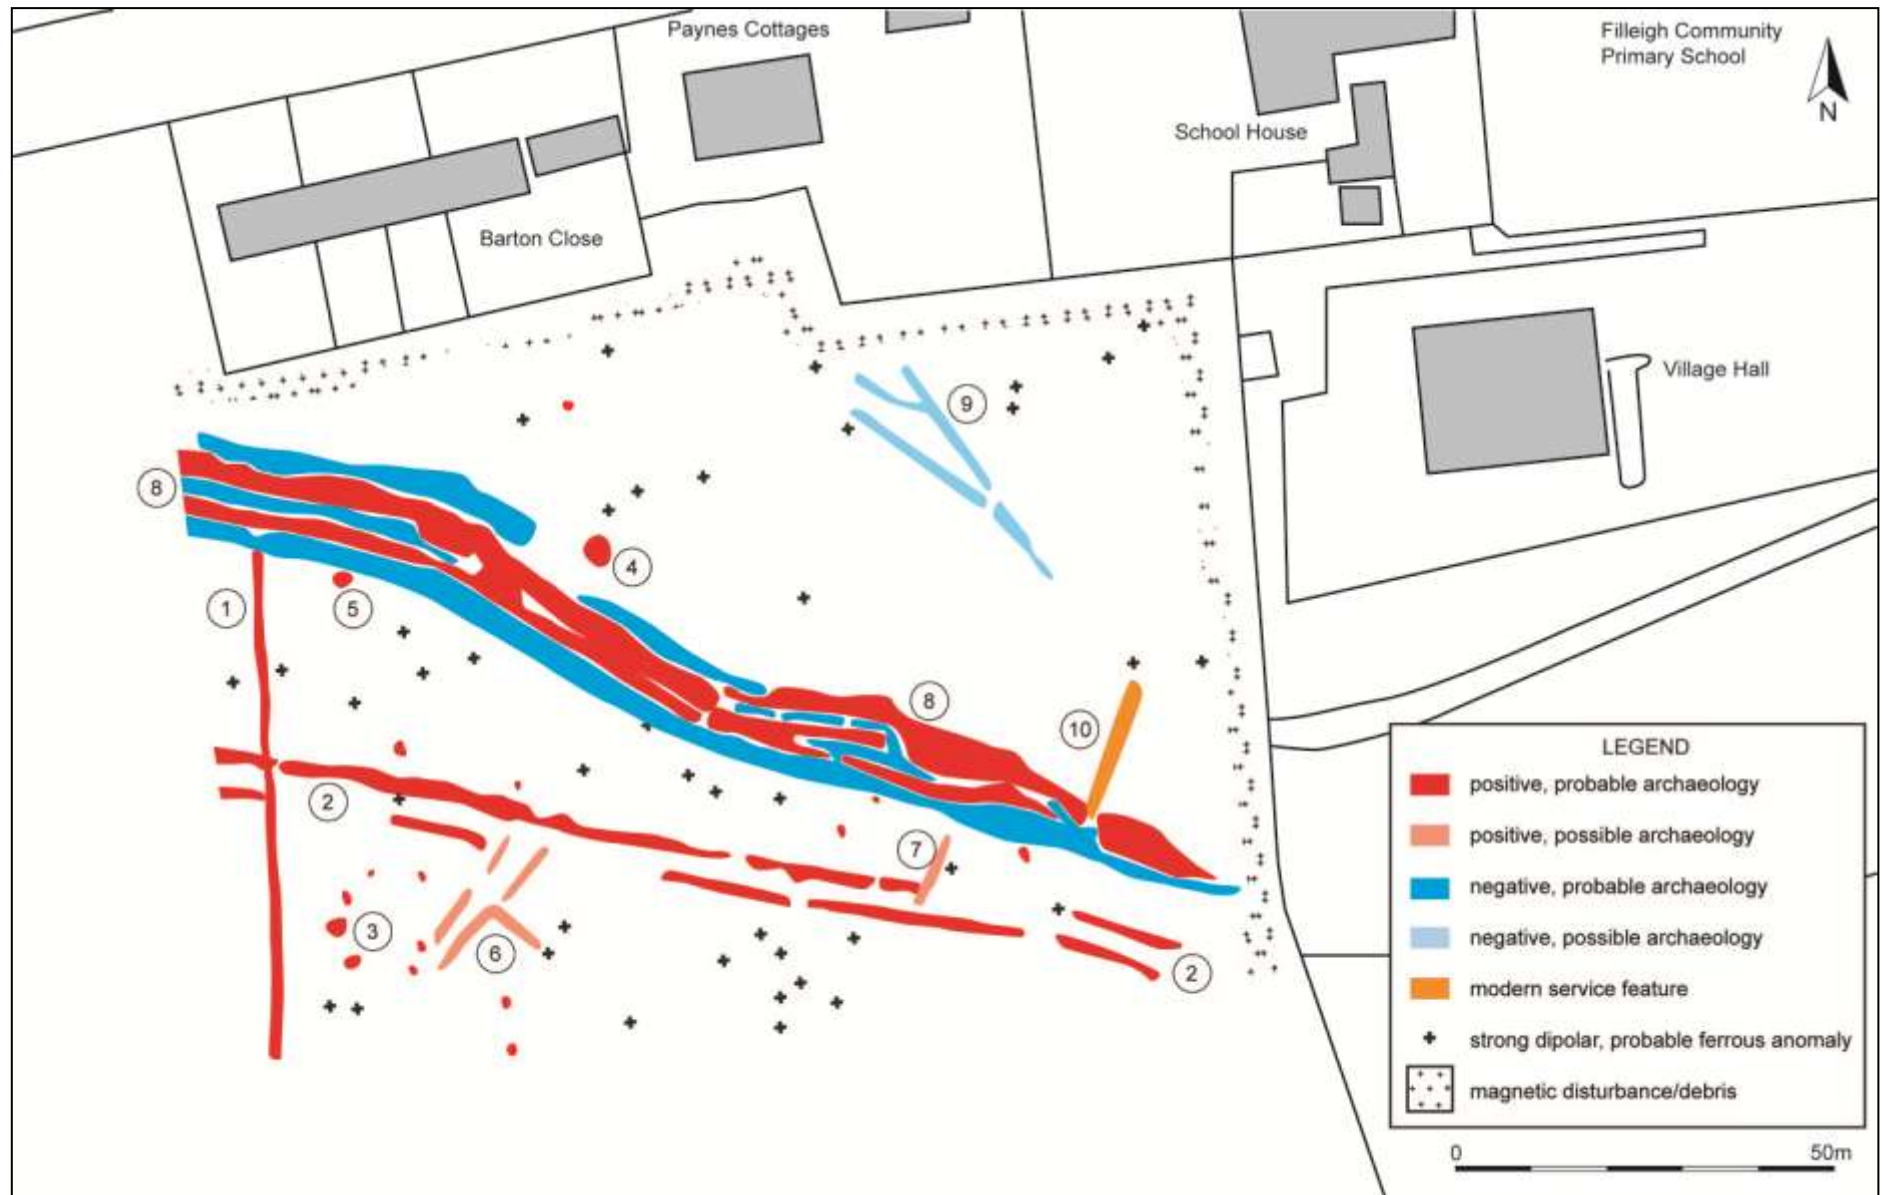 Paynes Cottages
Filleigh Community
Primary School
N
School House
Barton Close
Village Hall
9
8
4
5
1
8
10
2
7
3
6
2
LEGEND
positive, probable archaeology
positive, possible archaeology
negative, probable archaeology
negative, possible archaeology
modern service feature
strong dipolar, probable ferrous anomaly
magnetic disturbance/debris
0 50m